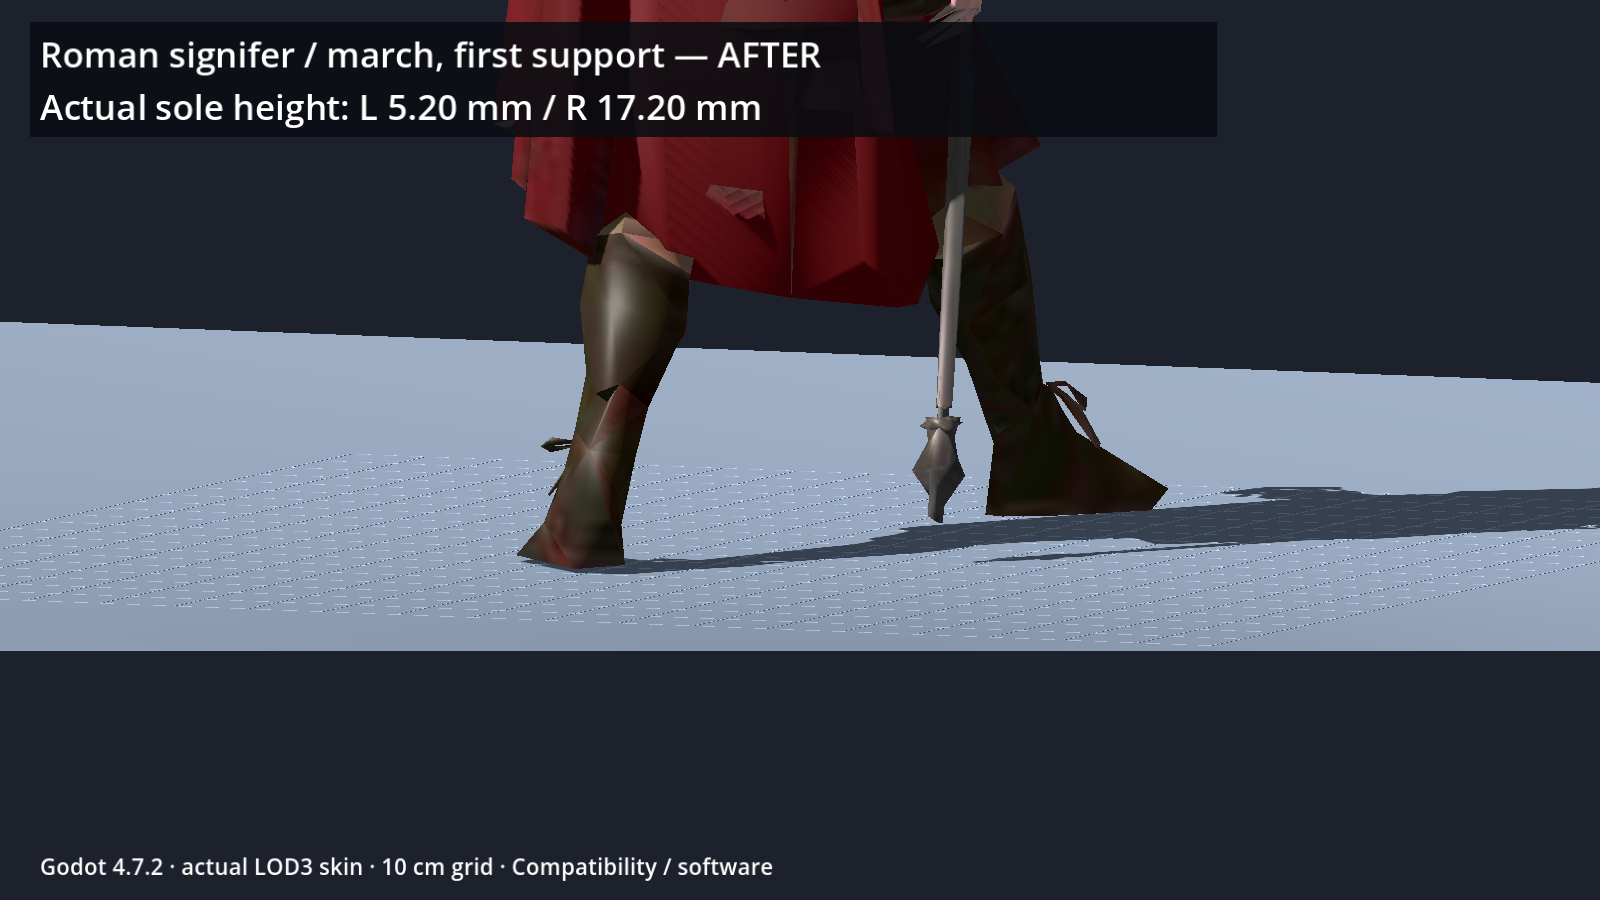 Roman signifer / march, first support — AFTER
Actual sole height: L 5.20 mm / R 17.20 mm
Godot 4.7.2 · actual LOD3 skin · 10 cm grid · Compatibility / software